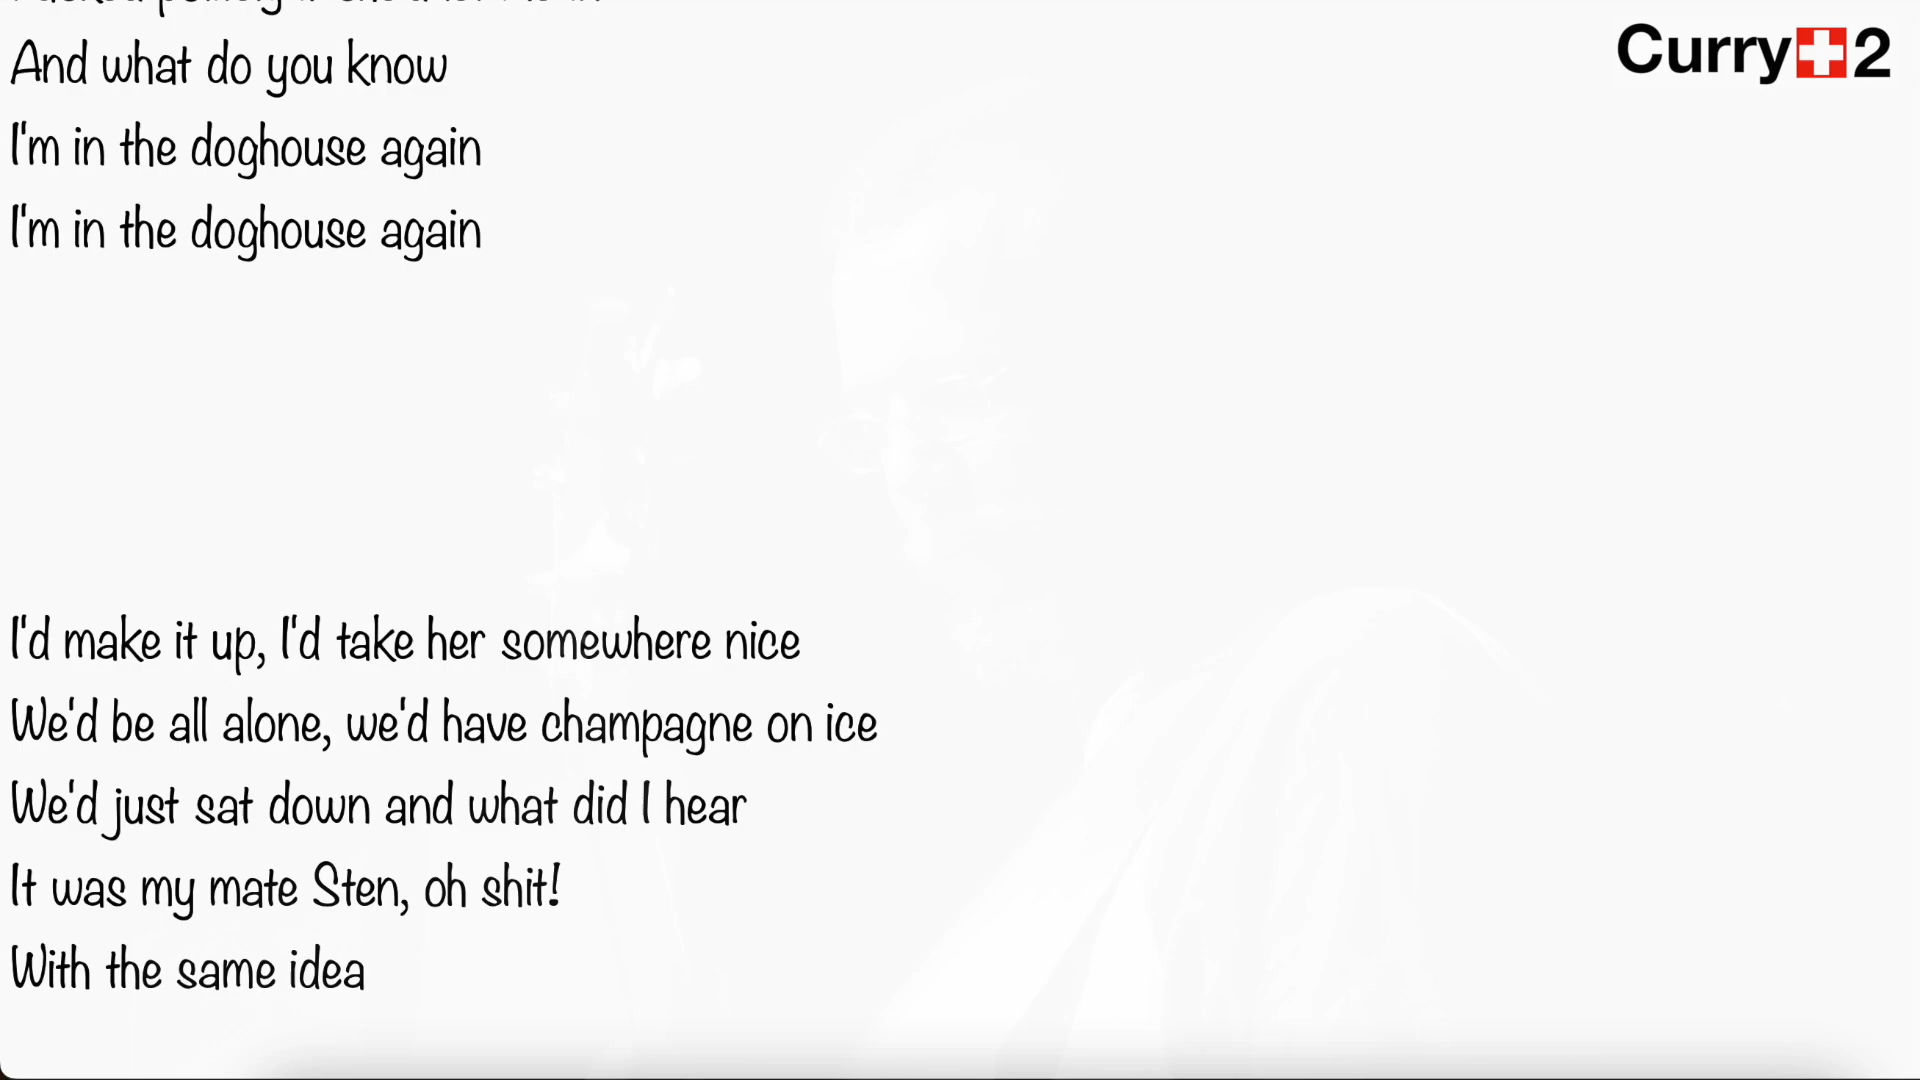 And what do you know
I'm in the doghouse again
I'm in the doghouse again
I'd make it up, I'd take her somewhere nice
We'd be all alone, we'd have champagne on ice
We'd just sat down and what did I hear
It was my mate Sten, oh shit!
With the same idea
Curry+2